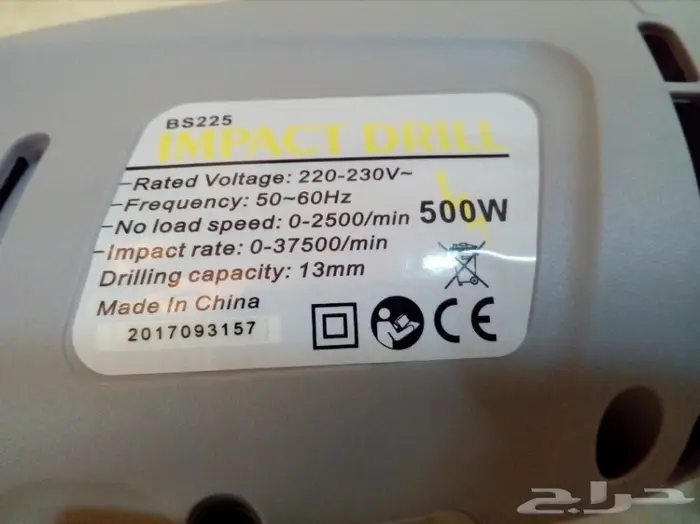 BS225
IMPACT DRILL
-Rated Voltage: 220-230V~
-Frequency: 50~60Hz
-No load speed: 0-2500/min 500W
-Impact rate: 0-37500/min
Drilling capacity: 13mm
Made In China
2017093157
CE
حراج